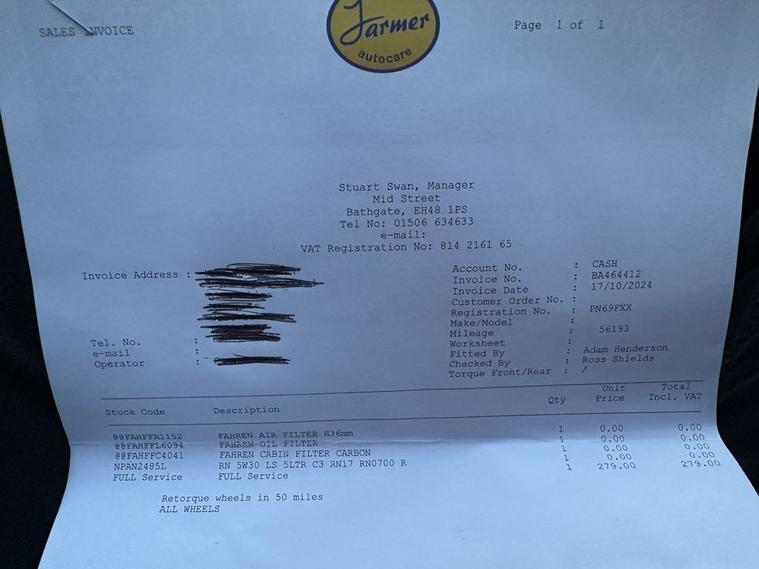 SALES INVOICE
Farmer
autocare
Page 1 of 1
Stuart Swan, Manager
Mid Street
Bathgate, EH48 1PS
Tel No: 01506 634633
e-mail:
VAT Registration No: 814 2161 65
Invoice Address :
Tel. No. :
e-mail :
Operator :
Account No. : CASH
Invoice No. : BA464412
Invoice Date : 17/10/2024
Customer Order No. :
Registration No. : PN69FXX
Make/Model :
Mileage : 56193
Worksheet :
Fitted By : Adam Henderson
Checked By : Ross Shields
Torque Front/Rear : /
Stock Code Description Qty Unit Price Total Incl. VAT
@@FAHFFA1152 FAHREN AIR FILTER H36mm 1 0.00 0.00
@@FAHFFL6094 FAHREN OIL FILTER 1 0.00 0.00
@@FAHFFC4041 FAHREN CABIN FILTER CARBON 1 0.00 0.00
NPAN2485L RN 5W30 LS 5LTR C3 RN17 RN0700 R 1 0.00 0.00
FULL Service FULL Service 1 279.00 279.00
Retorque wheels in 50 miles
ALL WHEELS